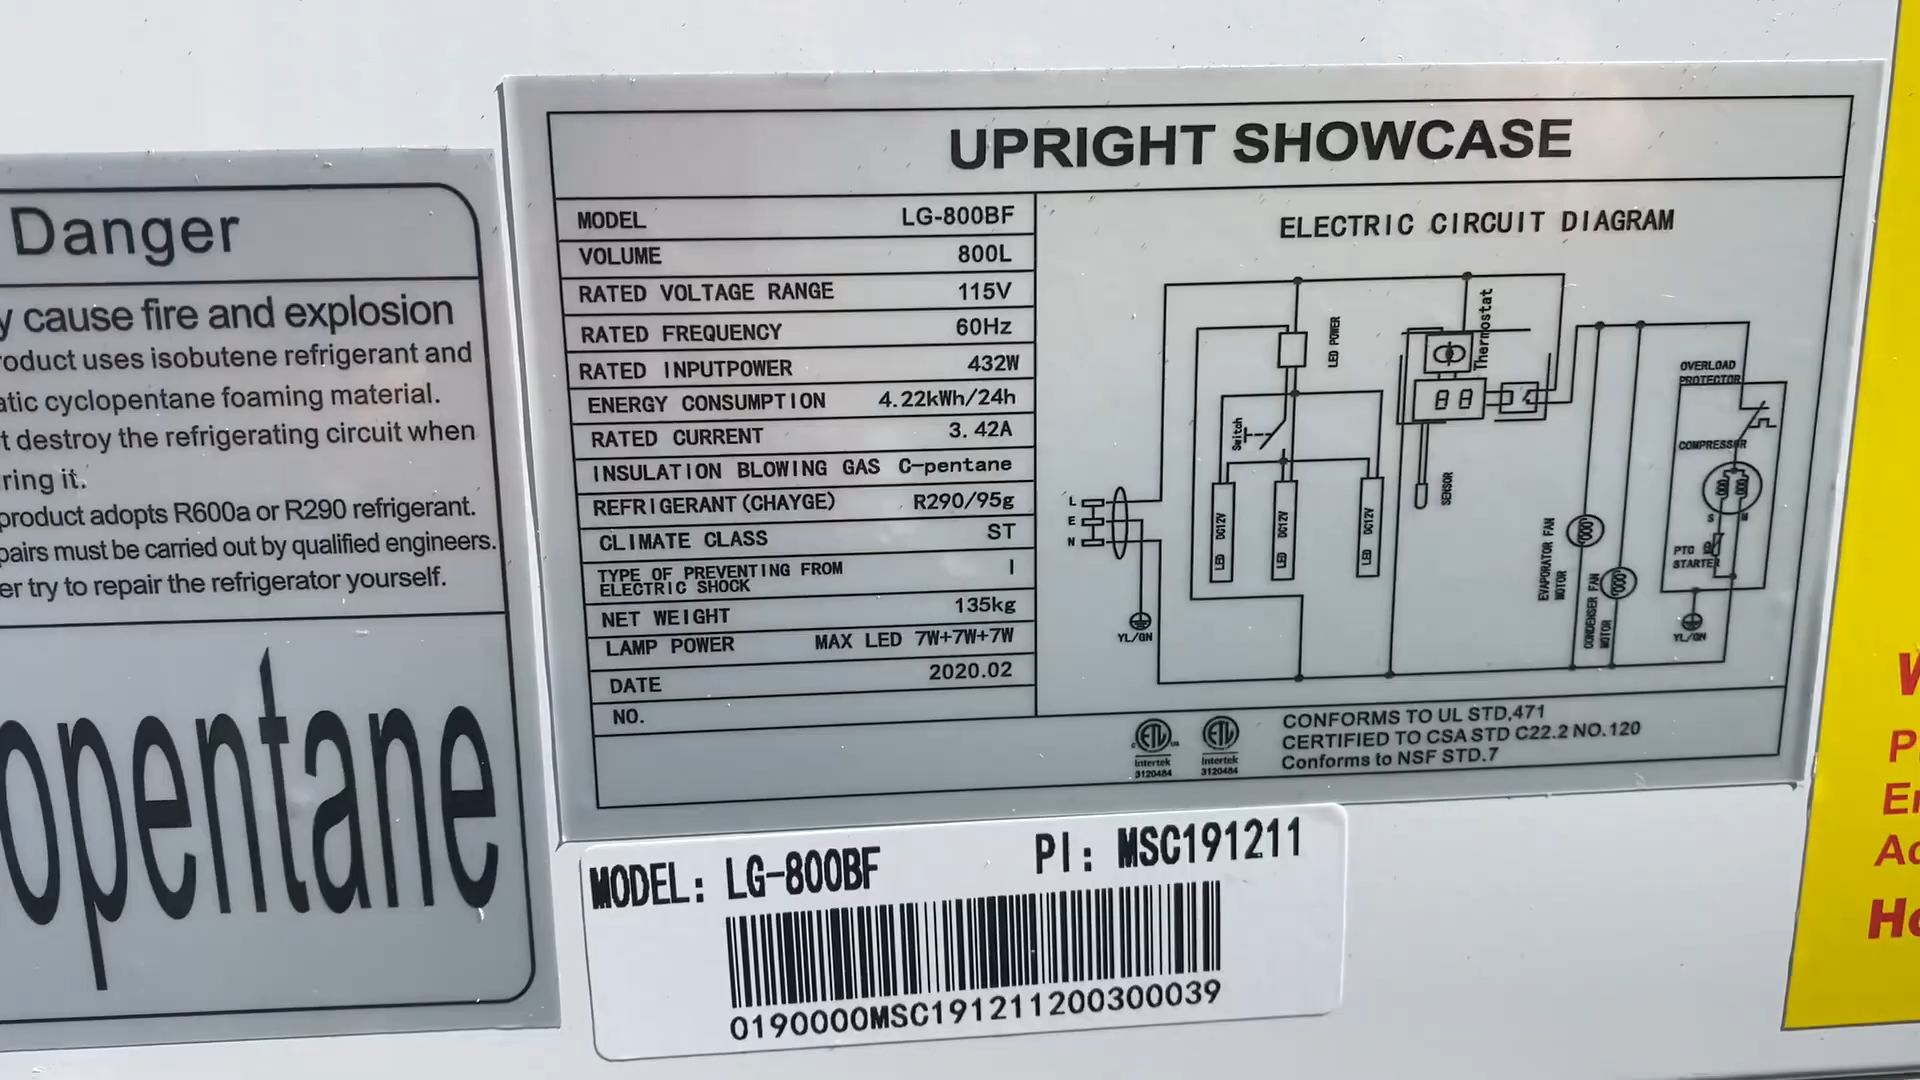 Danger
y cause fire and explosion
roduct uses isobutene refrigerant and
atic cyclopentane foaming material.
t destroy the refrigerating circuit when
ring it.
product adopts R600a or R290 refrigerant.
pairs must be carried out by qualified engineers.
er try to repair the refrigerator yourself.
opentane
UPRIGHT SHOWCASE
MODEL LG-800BF
VOLUME 800L
RATED VOLTAGE RANGE 115V
RATED FREQUENCY 60Hz
RATED INPUTPOWER 432W
ENERGY CONSUMPTION 4.22kWh/24h
RATED CURRENT 3.42A
INSULATION BLOWING GAS C-pentane
REFRIGERANT(CHAYGE) R290/95g
CLIMATE CLASS ST
TYPE OF PREVENTING FROM
ELECTRIC SHOCK I
NET WEIGHT 135kg
LAMP POWER MAX LED 7W+7W+7W
DATE 2020.02
NO.
ELECTRIC CIRCUIT DIAGRAM
LED POWER
Thermostat
88
Switch
SENSOR
LED DC12V
LED DC12V
LED DC12V
L
E
N
YL/GN
EVAPORATOR FAN
MOTOR
CONDENSER FAN
MOTOR
OVERLOAD
PROTECTOR
COMPRESSOR
S M
PTC
STARTER
YL/GN
c ETL us
Intertek
3120484
ETL
Intertek
3120484
CONFORMS TO UL STD.471
CERTIFIED TO CSA STD C22.2 NO.120
Conforms to NSF STD.7
MODEL: LG-800BF PI: MSC191211
0190000MSC191211200300039
W
P
En
Ac
Ho